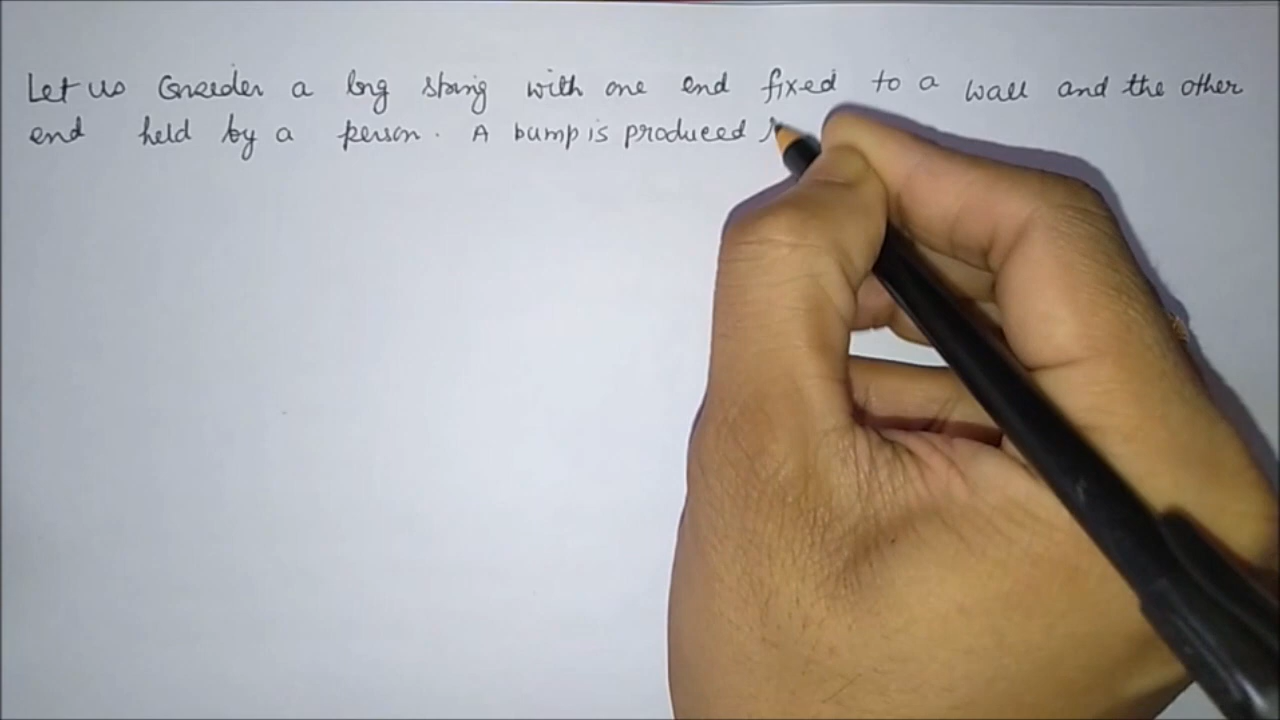 Let us Consider a long string with one end fixed to a wall and the other
end held by a person. A bump is produced